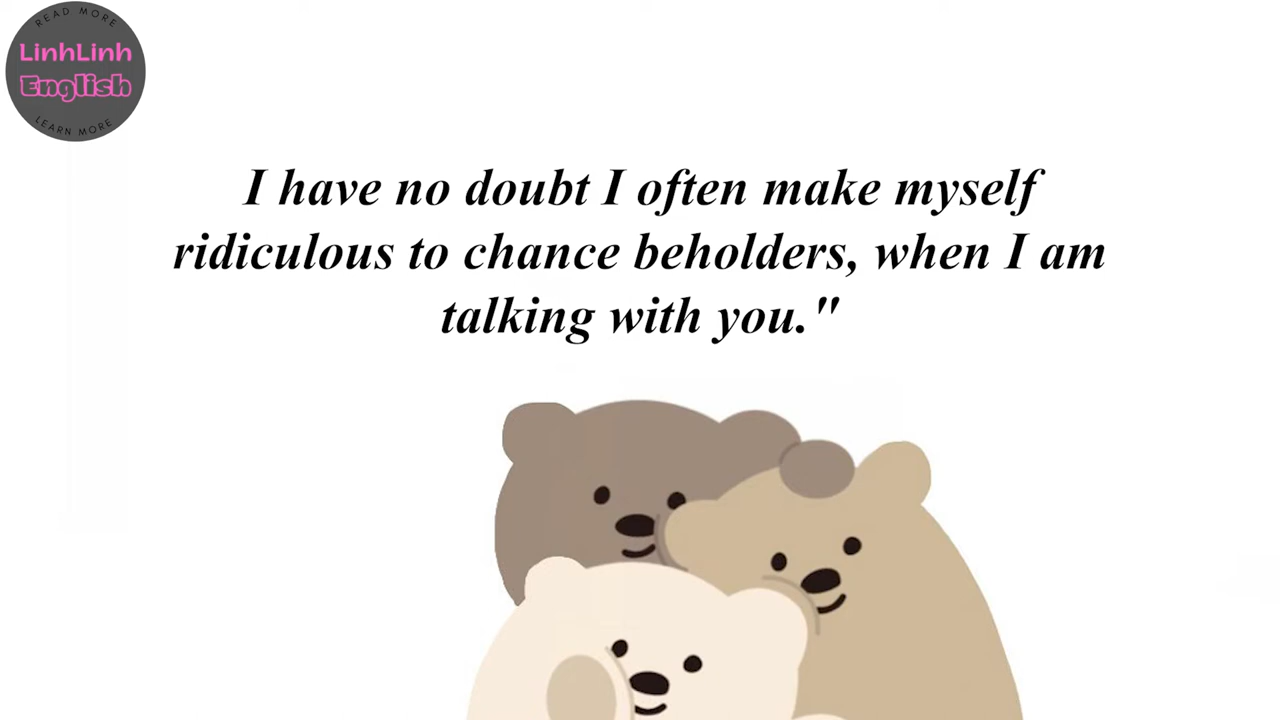 READ MORE
LinhLinh
English
LEARN MORE
I have no doubt I often make myself
ridiculous to chance beholders, when I am
talking with you."